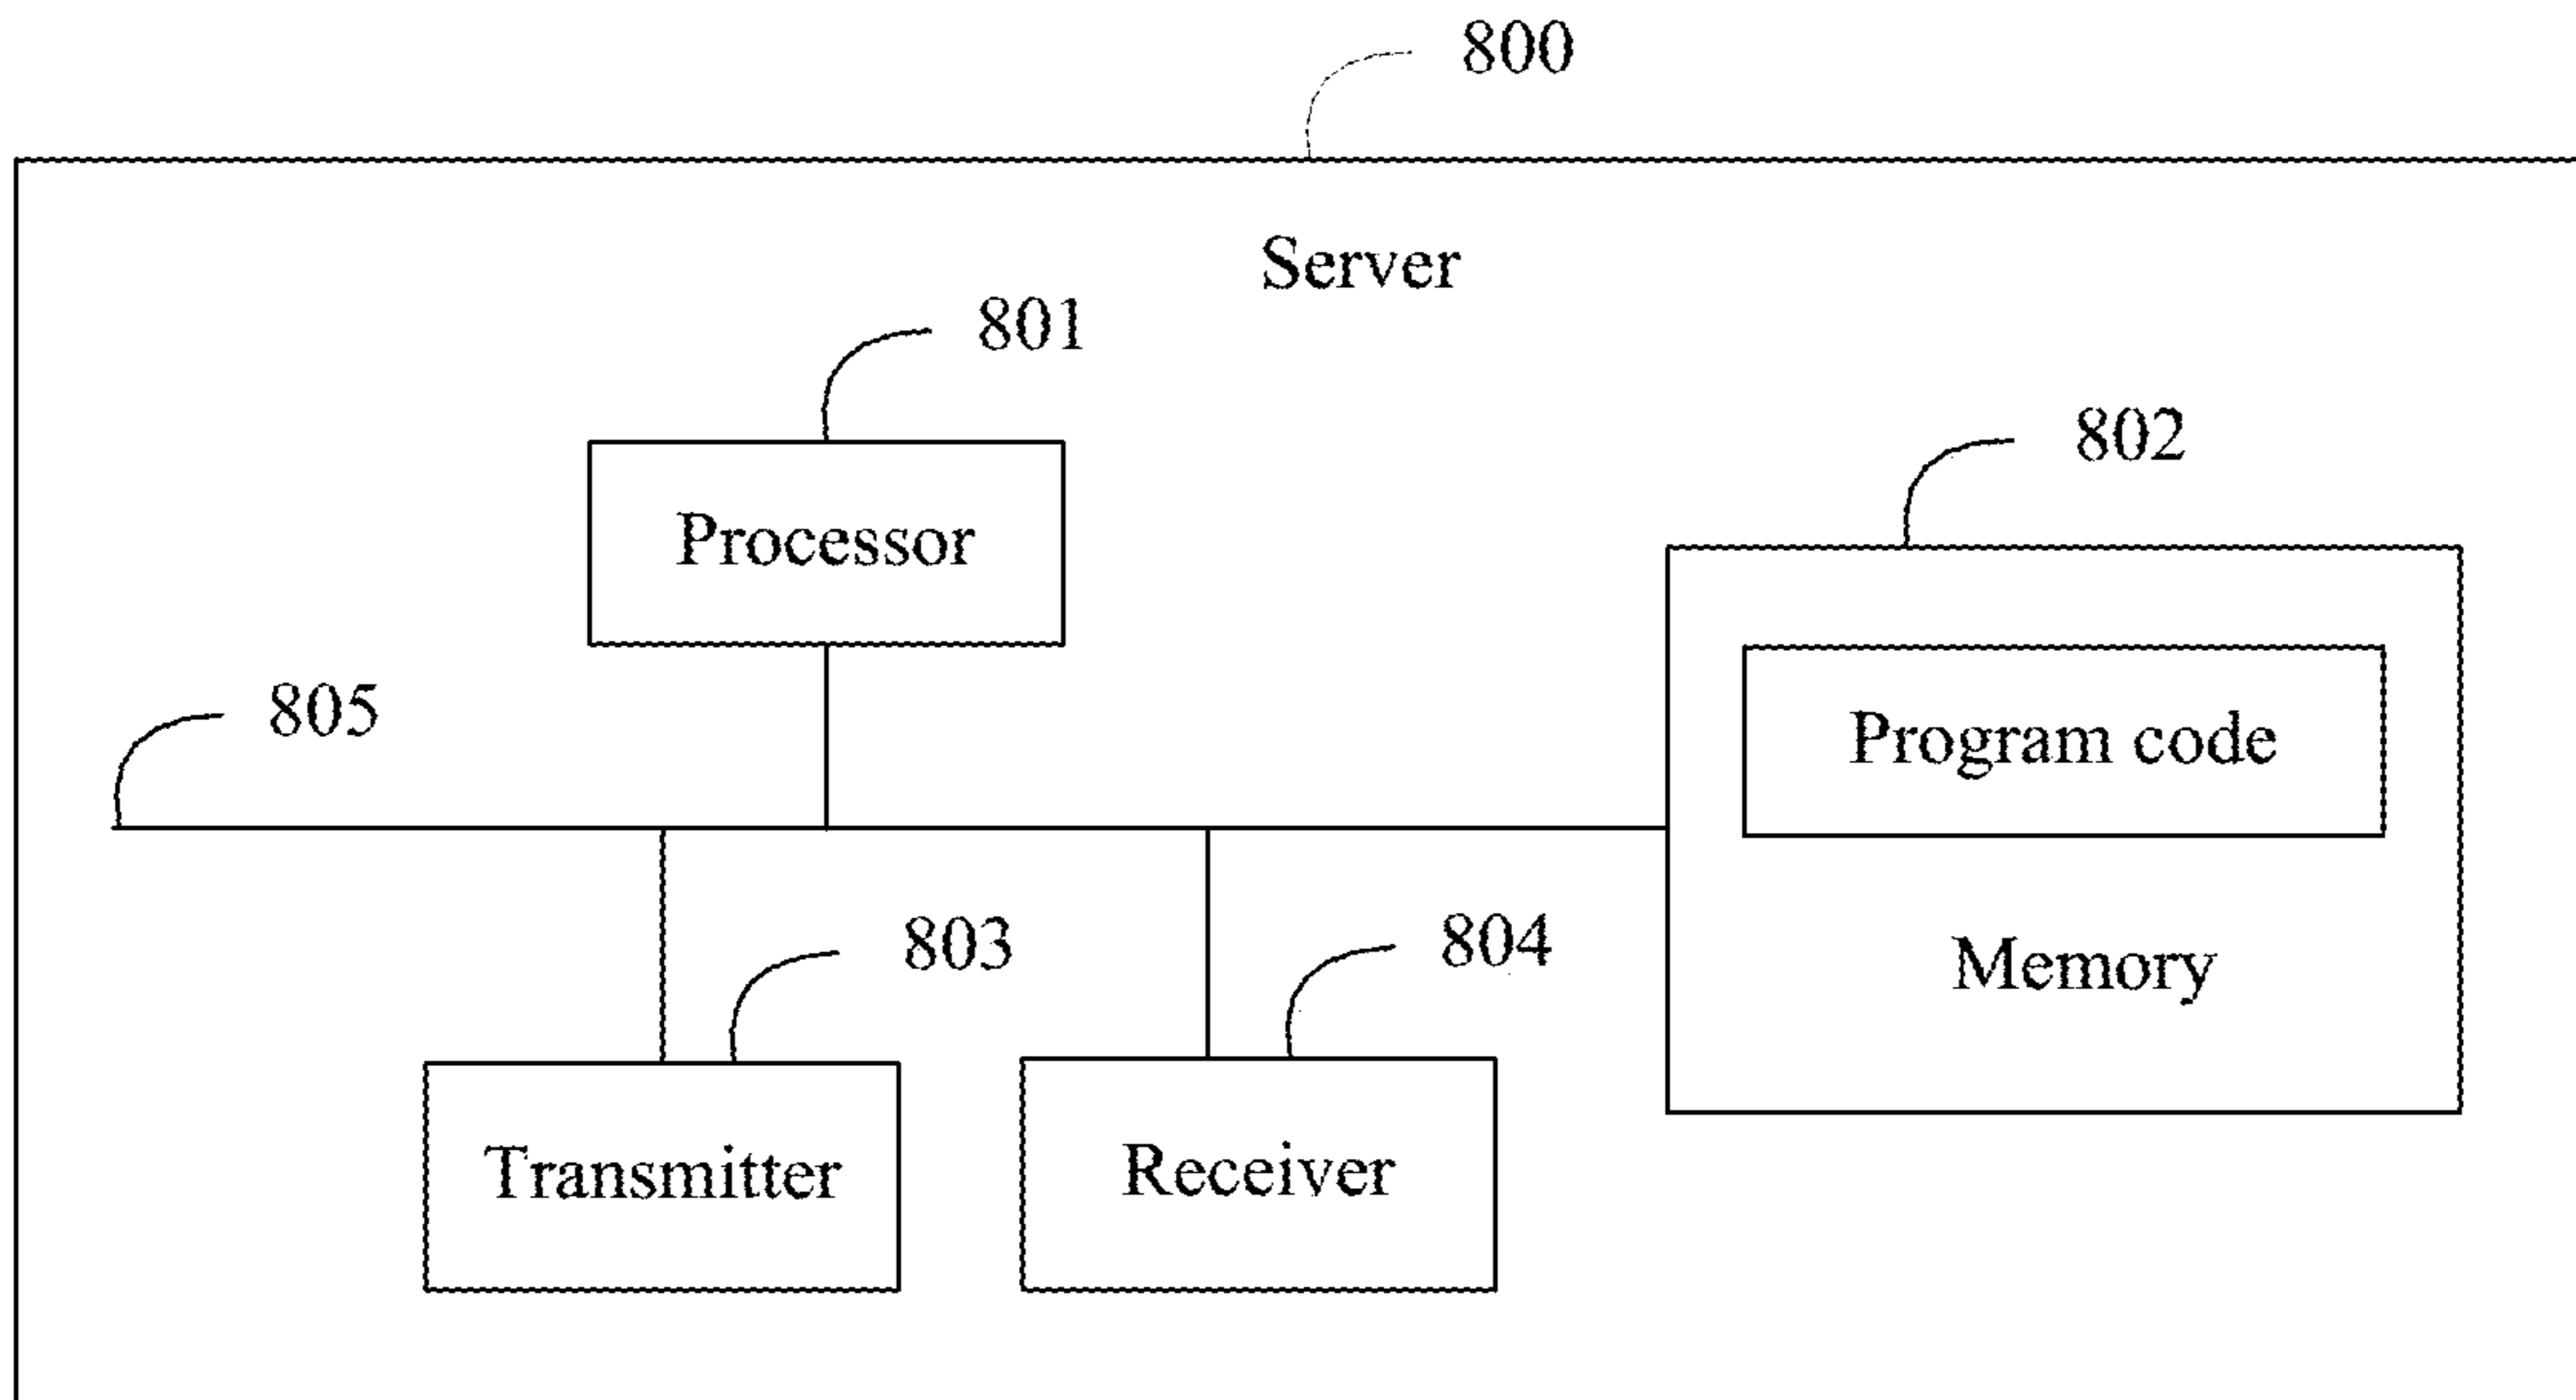 800
Server
801
Processor
802
805
Program code
803
804
Memory
Transmitter
Receiver